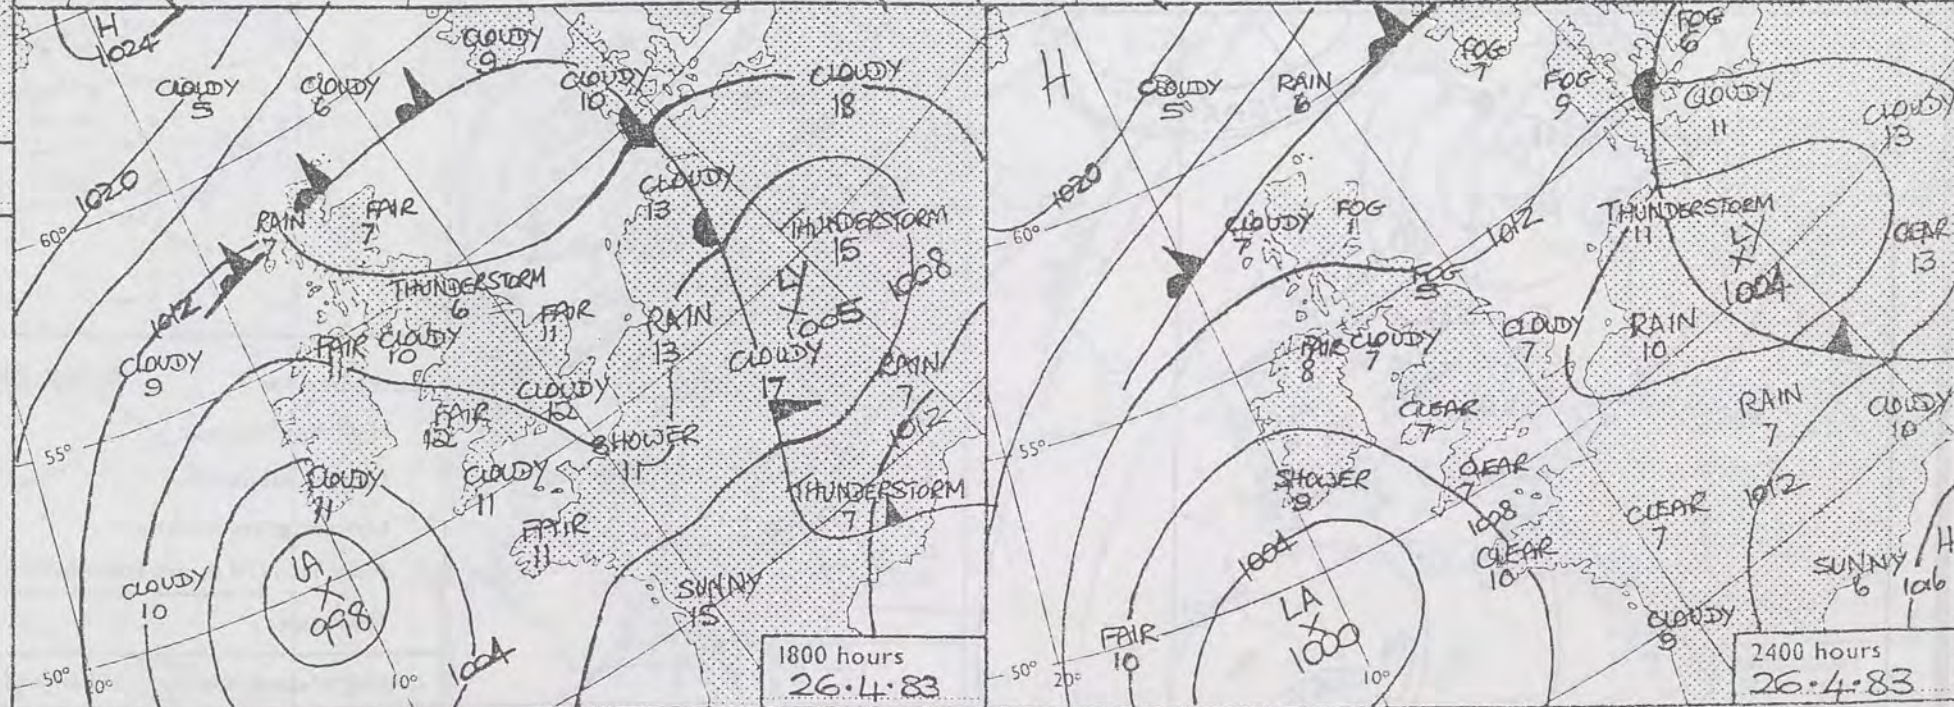 H
1024
CLOUDY
9
CLOUDY
5
CLOUDY
6
CLOUDY
10
CLOUDY
18
1020
60°
RAIN
7
FAIR
7
CLOUDY
13
THUNDERSTORM
15
LY
X
1005
1008
THUNDERSTORM
6
1012
FAIR
11
RAIN
13
CLOUDY
9
FAIR
11
CLOUDY
10
CLOUDY
17
RAIN
7
CLOUDY
12
FAIR
12
SHOWER
11
1012
55°
CLOUDY
11
CLOUDY
11
THUNDERSTORM
7
FAIR
11
LA
X
998
CLOUDY
10
SUNNY
15
1004
50°
20°
10°
1800 hours
26.4.83
H
CLOUDY
5
RAIN
6
FOG
7
FOG
9
FOG
6
CLOUDY
11
CLOUDY
13
1020
60°
CLOUDY
7
FOG
1012
THUNDERSTORM
11
LY
X
1004
CLEAR
13
FOG
5
FAIR
8
CLOUDY
7
CLOUDY
7
RAIN
10
CLEAR
7
RAIN
7
CLOUDY
10
55°
SHOWER
9
CLEAR
7
1008
CLEAR
7
1012
1004
CLEAR
10
SUNNY
6
H
1016
LA
X
1000
FAIR
10
CLOUDY
9
50°
20°
10°
2400 hours
26.4.83